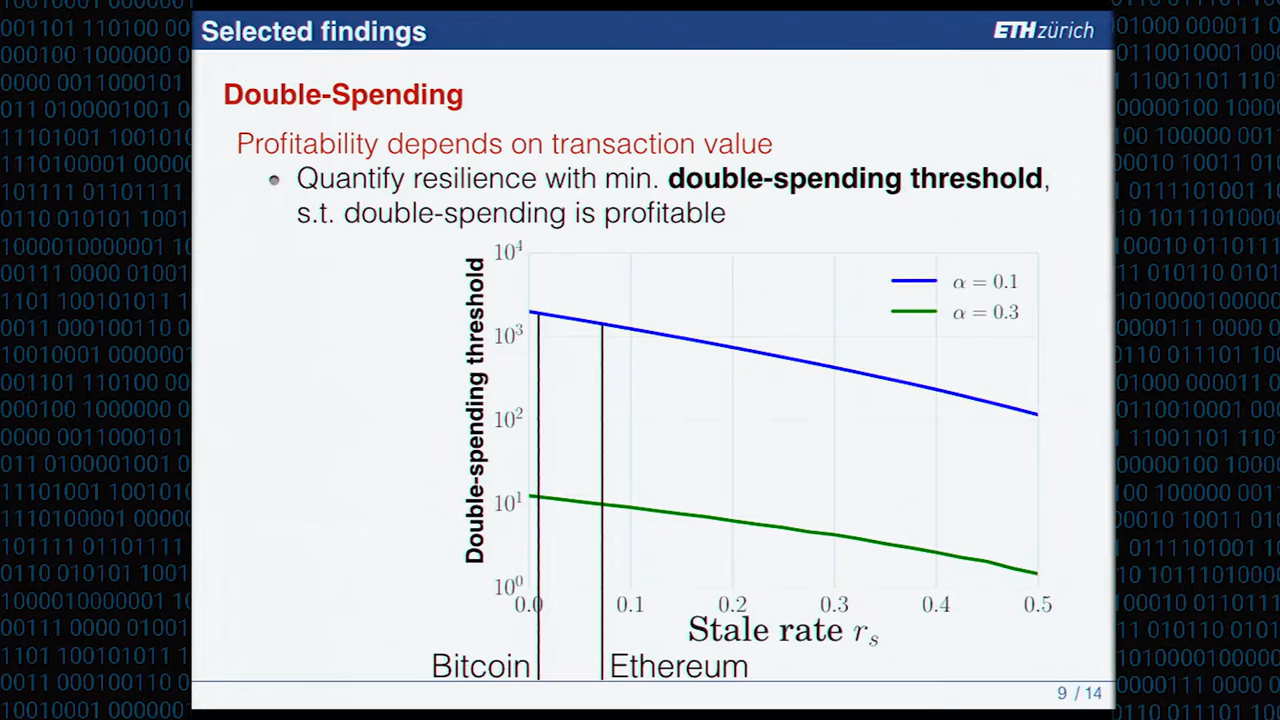 Selected findings
ETH zürich
Double-Spending
Profitability depends on transaction value
Quantify resilience with min. double-spending threshold,
s.t. double-spending is profitable
Double-spending threshold
10^4
10^3
10^2
10^1
10^0
α = 0.1
α = 0.3
0.0 0.1 0.2 0.3 0.4 0.5
Stale rate r_s
Bitcoin
Ethereum
9 / 14